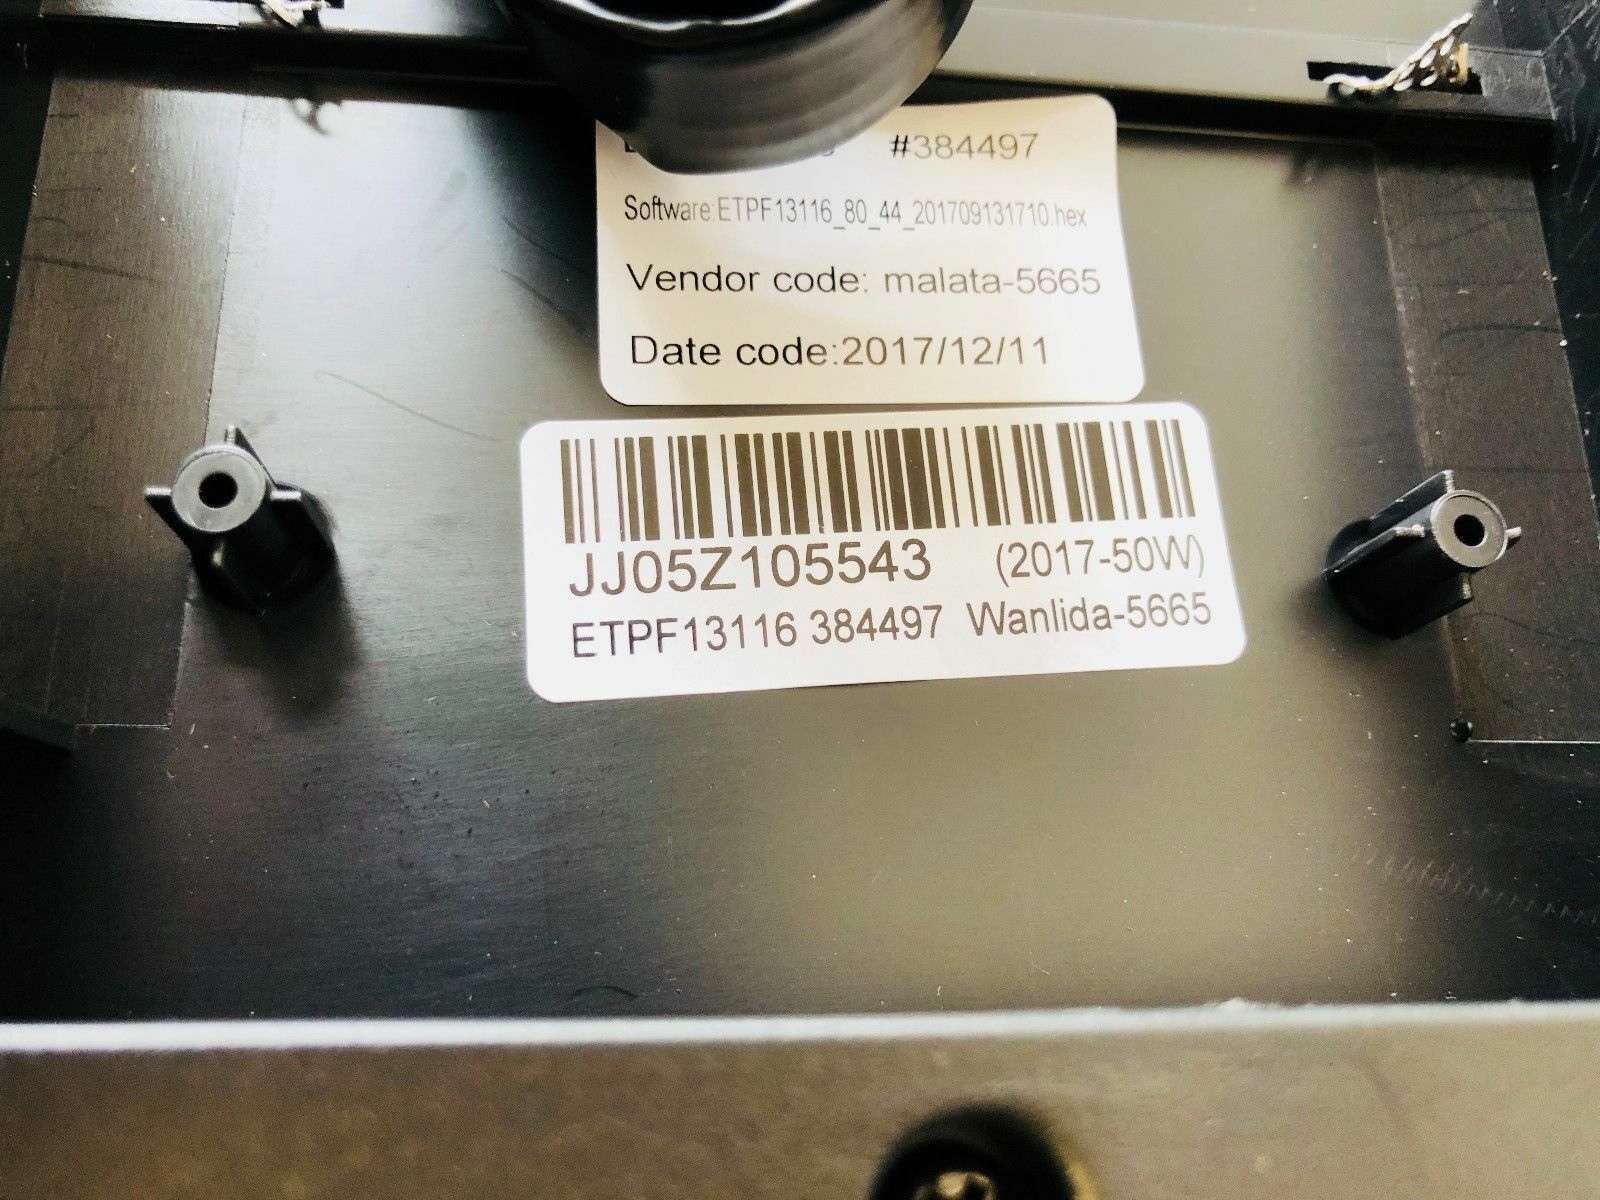 #384497
Software:ETPF13116_80_44_201709131710.hex
Vendor code: malata-5665
Date code:2017/12/11
JJ05Z105543 (2017-50W)
ETPF13116 384497 Wanlida-5665